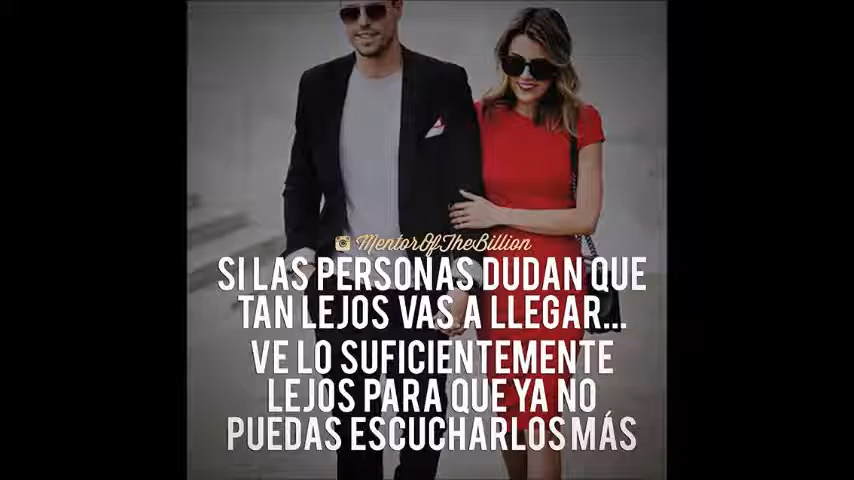 MentorOfTheBillion
SI LAS PERSONAS DUDAN QUE
TAN LEJOS VAS A LLEGAR...
VE LO SUFICIENTEMENTE
LEJOS PARA QUE YA NO
PUEDAS ESCUCHARLOS MÁS